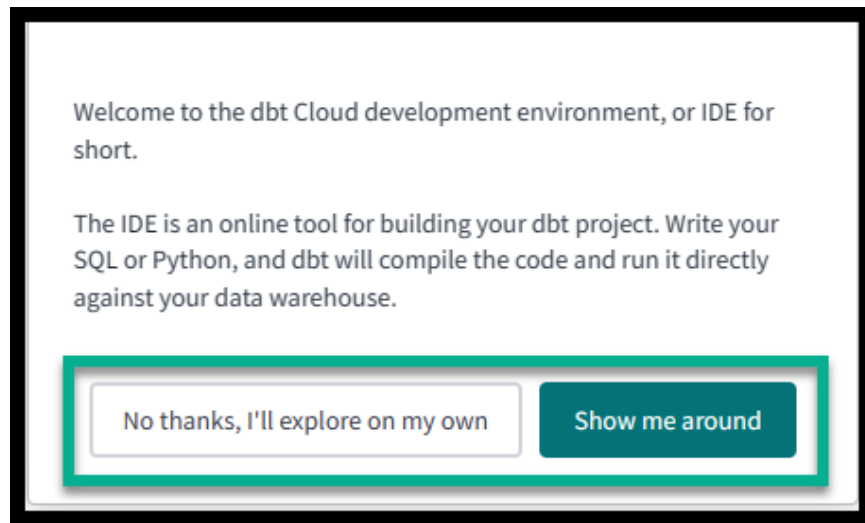 Welcome to the dbt Cloud development environment, or IDE for
short.
The IDE is an online tool for building your dbt project. Write your
SQL or Python, and dbt will compile the code and run it directly
against your data warehouse.
No thanks, I'll explore on my own
Show me around